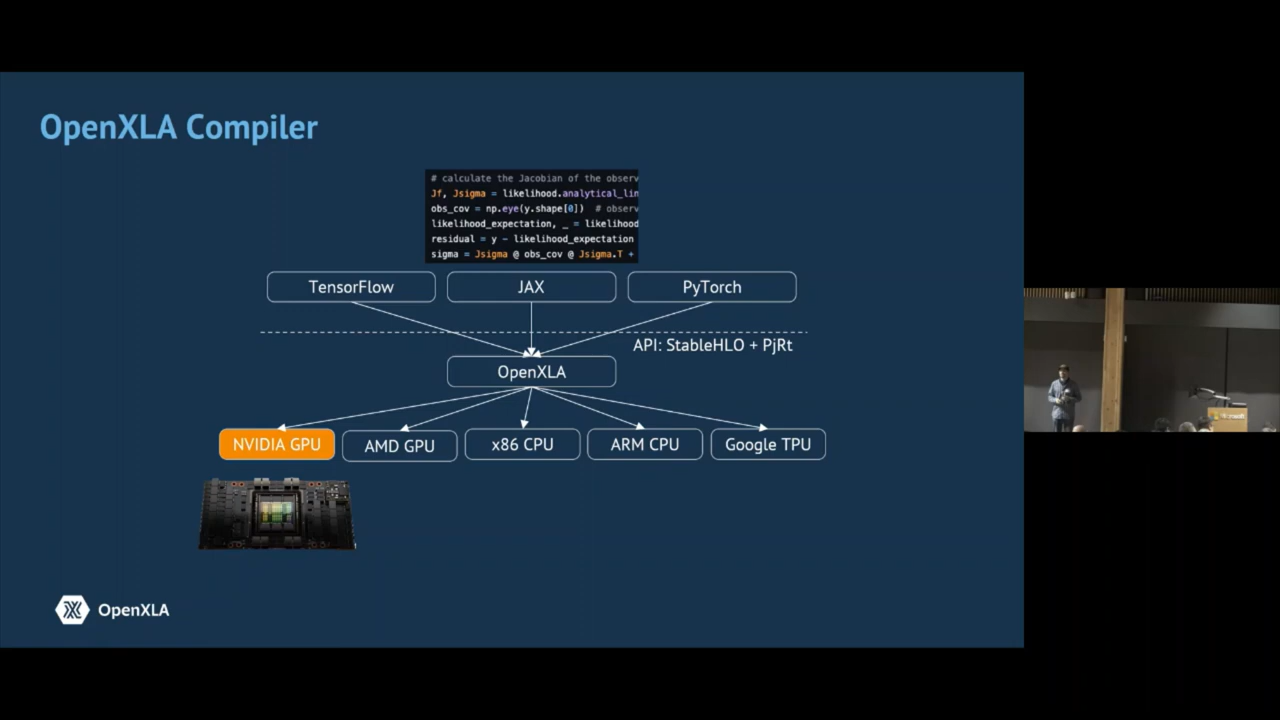 OpenXLA Compiler
# calculate the Jacobian of the observ
Jf, Jsigma = likelihood.analytical_lin
obs_cov = np.eye(y.shape[0])  # observ
likelihood_expectation, _ = likelihood
residual = y - likelihood_expectation
sigma = Jsigma @ obs_cov @ Jsigma.T +
TensorFlow
JAX
PyTorch
API: StableHLO + PjRt
OpenXLA
NVIDIA GPU
AMD GPU
x86 CPU
ARM CPU
Google TPU
OpenXLA
Microsoft